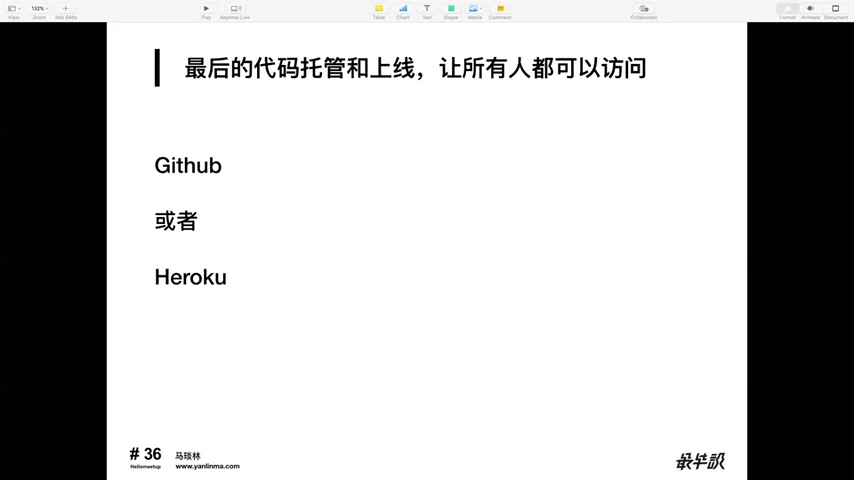 132%
View
Zoom
Add Slide
Play
Keynote Live
Table
Chart
Text
Shape
Media
Comment
Collaborate
Format
Animate
Document
最后的代码托管和上线，让所有人都可以访问
Github
或者
Heroku
# 36
Hellomeetup
马琰林
www.yanlinma.com